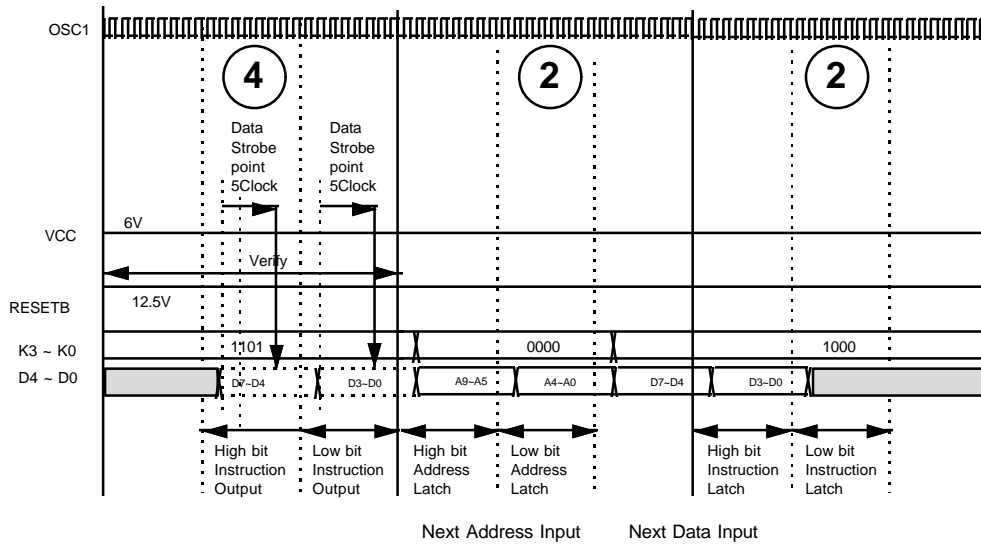 OSC1
4
2
2
Data
Strobe
point
5Clock
Data
Strobe
point
5Clock
6V
VCC
Verify
12.5V
RESETB
K3 ~ K0
1101
0000
1000
D4 ~ D0
D7~D4
D3~D0
A9~A5
A4~A0
D7~D4
D3~D0
High bit
Instruction
Output
Low bit
Instruction
Output
High bit
Address
Latch
Low bit
Address
Latch
High bit
Instruction
Latch
Low bit
Instruction
Latch
Next Address Input
Next Data Input